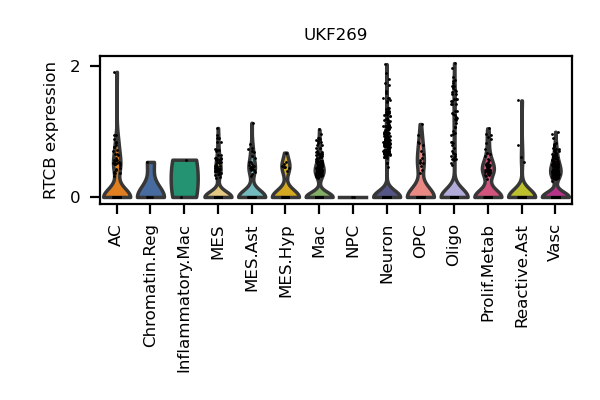 UKF269
RTCB expression
2
0
AC
Chromatin.Reg
Inflammatory.Mac
MES
MES.Ast
MES.Hyp
Mac
NPC
Neuron
OPC
Oligo
Prolif.Metab
Reactive.Ast
Vasc